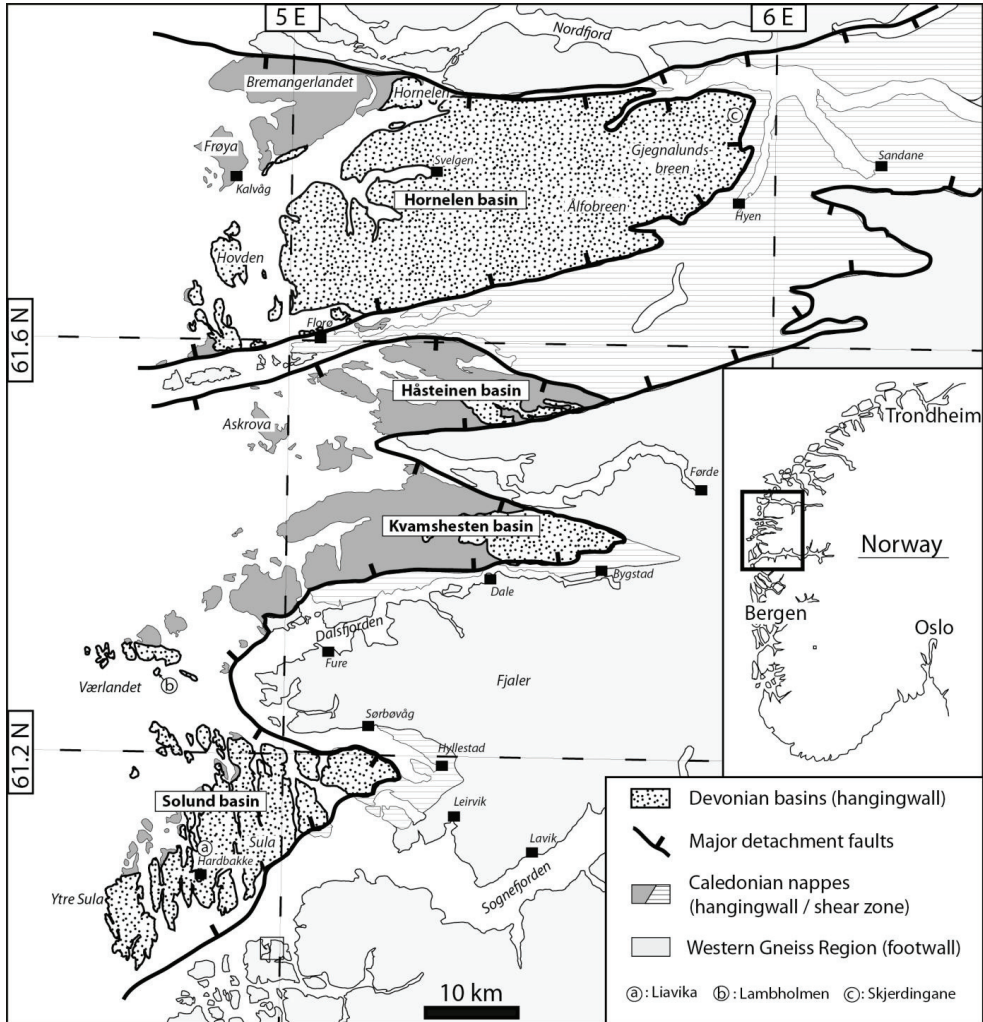 5 E
6 E
Nordfjord
Bremangerlandet
Hornelen
Frøya
Kalvåg
Svelgen
Gjegnalunds-
breen
ⓒ
Sandane
Hornelen basin
Ålfobreen
Hyen
Hovden
61.6 N
Florø
Håsteinen basin
Askrova
Trondheim
Førde
Kvamshesten basin
Norway
Bygstad
Dale
Bergen
Oslo
Dalsfjorden
Fure
Værlandet
ⓑ
Fjaler
Sørbøvåg
61.2 N
Hyllestad
Solund basin
Leirvik
Sula
ⓐ
Hardbakke
Lavik
Ytre Sula
Sognefjorden
10 km
Devonian basins (hangingwall)
Major detachment faults
Caledonian nappes
(hangingwall / shear zone)
Western Gneiss Region (footwall)
ⓐ: Liavika ⓑ: Lambholmen ⓒ: Skjerdingane